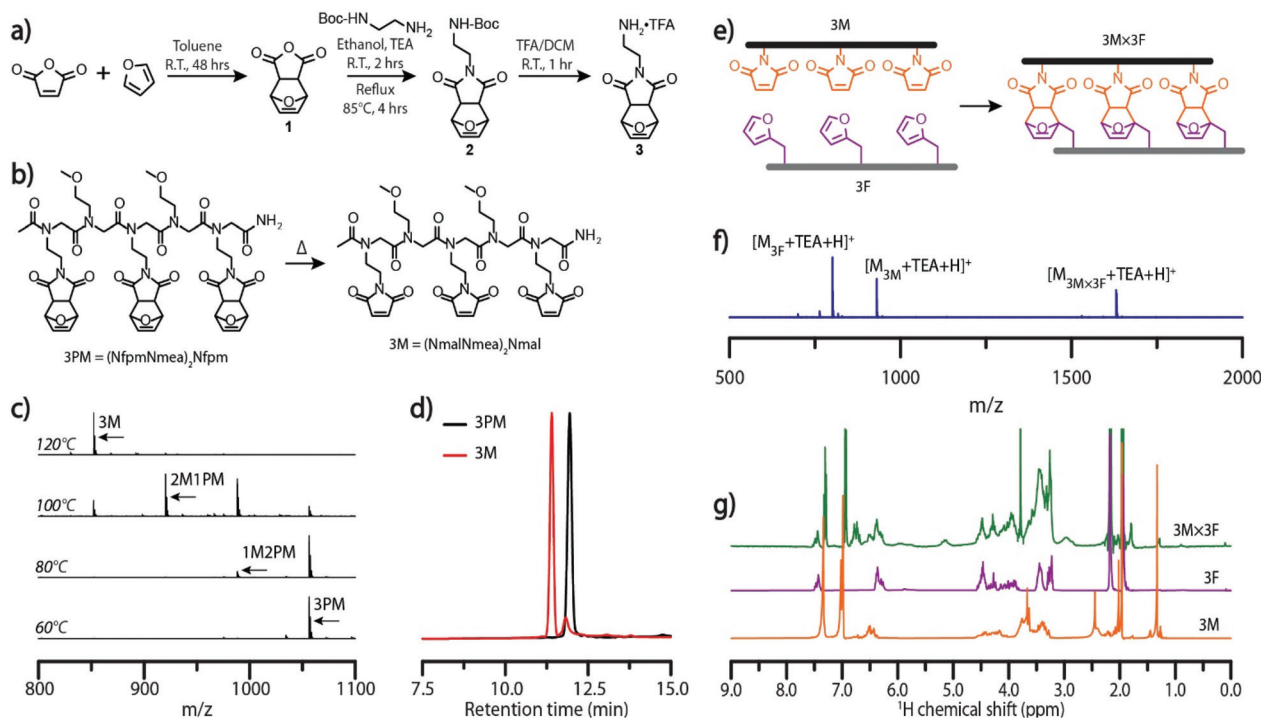 a)
Toluene
R.T., 48 hrs
Boc-HN
NH2
Ethanol, TEA
R.T., 2 hrs
Reflux
85°C, 4 hrs
NH-Boc
TFA/DCM
R.T., 1 hr
NH2•TFA
O
N
1
2
3
b)
NH2
Δ
NH2
3PM = (NfpmNmea)2Nfpm
3M = (NmalNmea)2Nmal
c)
3M
120°C
2M1PM
100°C
1M2PM
80°C
3PM
60°C
800
900
1000
1100
m/z
d)
3PM
3M
7.5
10.0
12.5
15.0
Retention time (min)
e)
3M
3M×3F
3F
f)
[M3F+TEA+H]+
[M3M+TEA+H]+
[M3M×3F+TEA+H]+
500
1000
1500
2000
m/z
g)
3M×3F
3F
3M
9.0
8.0
7.0
6.0
5.0
4.0
3.0
2.0
1.0
0.0
1H chemical shift (ppm)